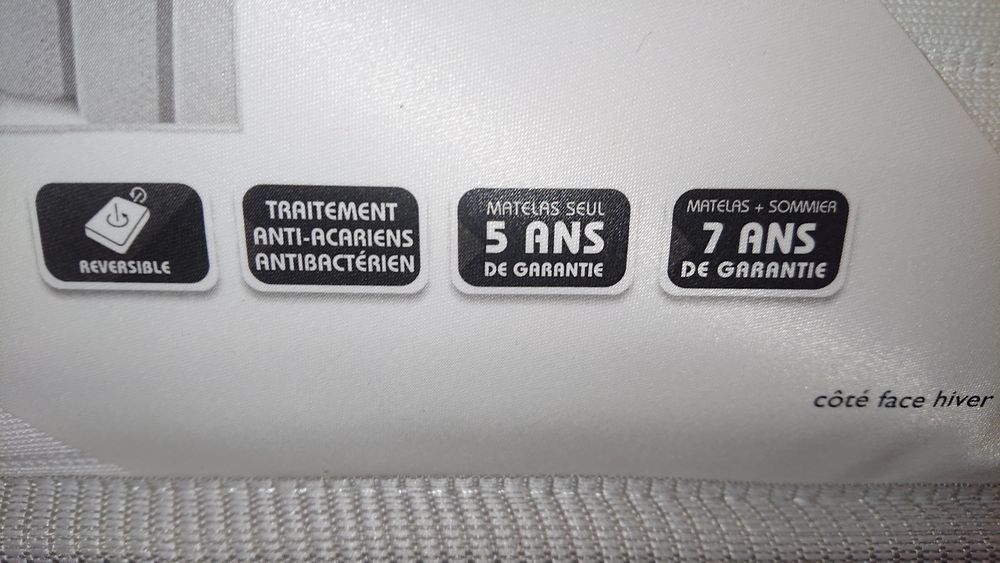 REVERSIBLE
TRAITEMENT
ANTI-ACARIENS
ANTIBACTÉRIEN
MATELAS SEUL
5 ANS
DE GARANTIE
MATELAS + SOMMIER
7 ANS
DE GARANTIE
côté face hiver